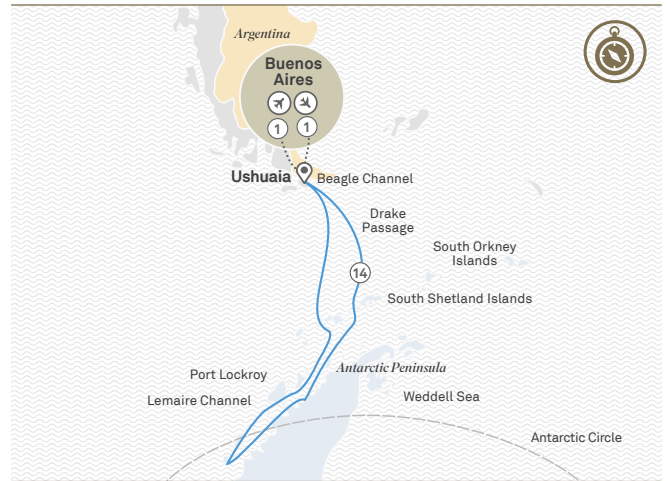 Argentina
Buenos
Aires
1
1
Ushuaia
Beagle Channel
Drake
Passage
South Orkney
Islands
14
South Shetland Islands
Antarctic Peninsula
Port Lockroy
Weddell Sea
Lemaire Channel
Antarctic Circle